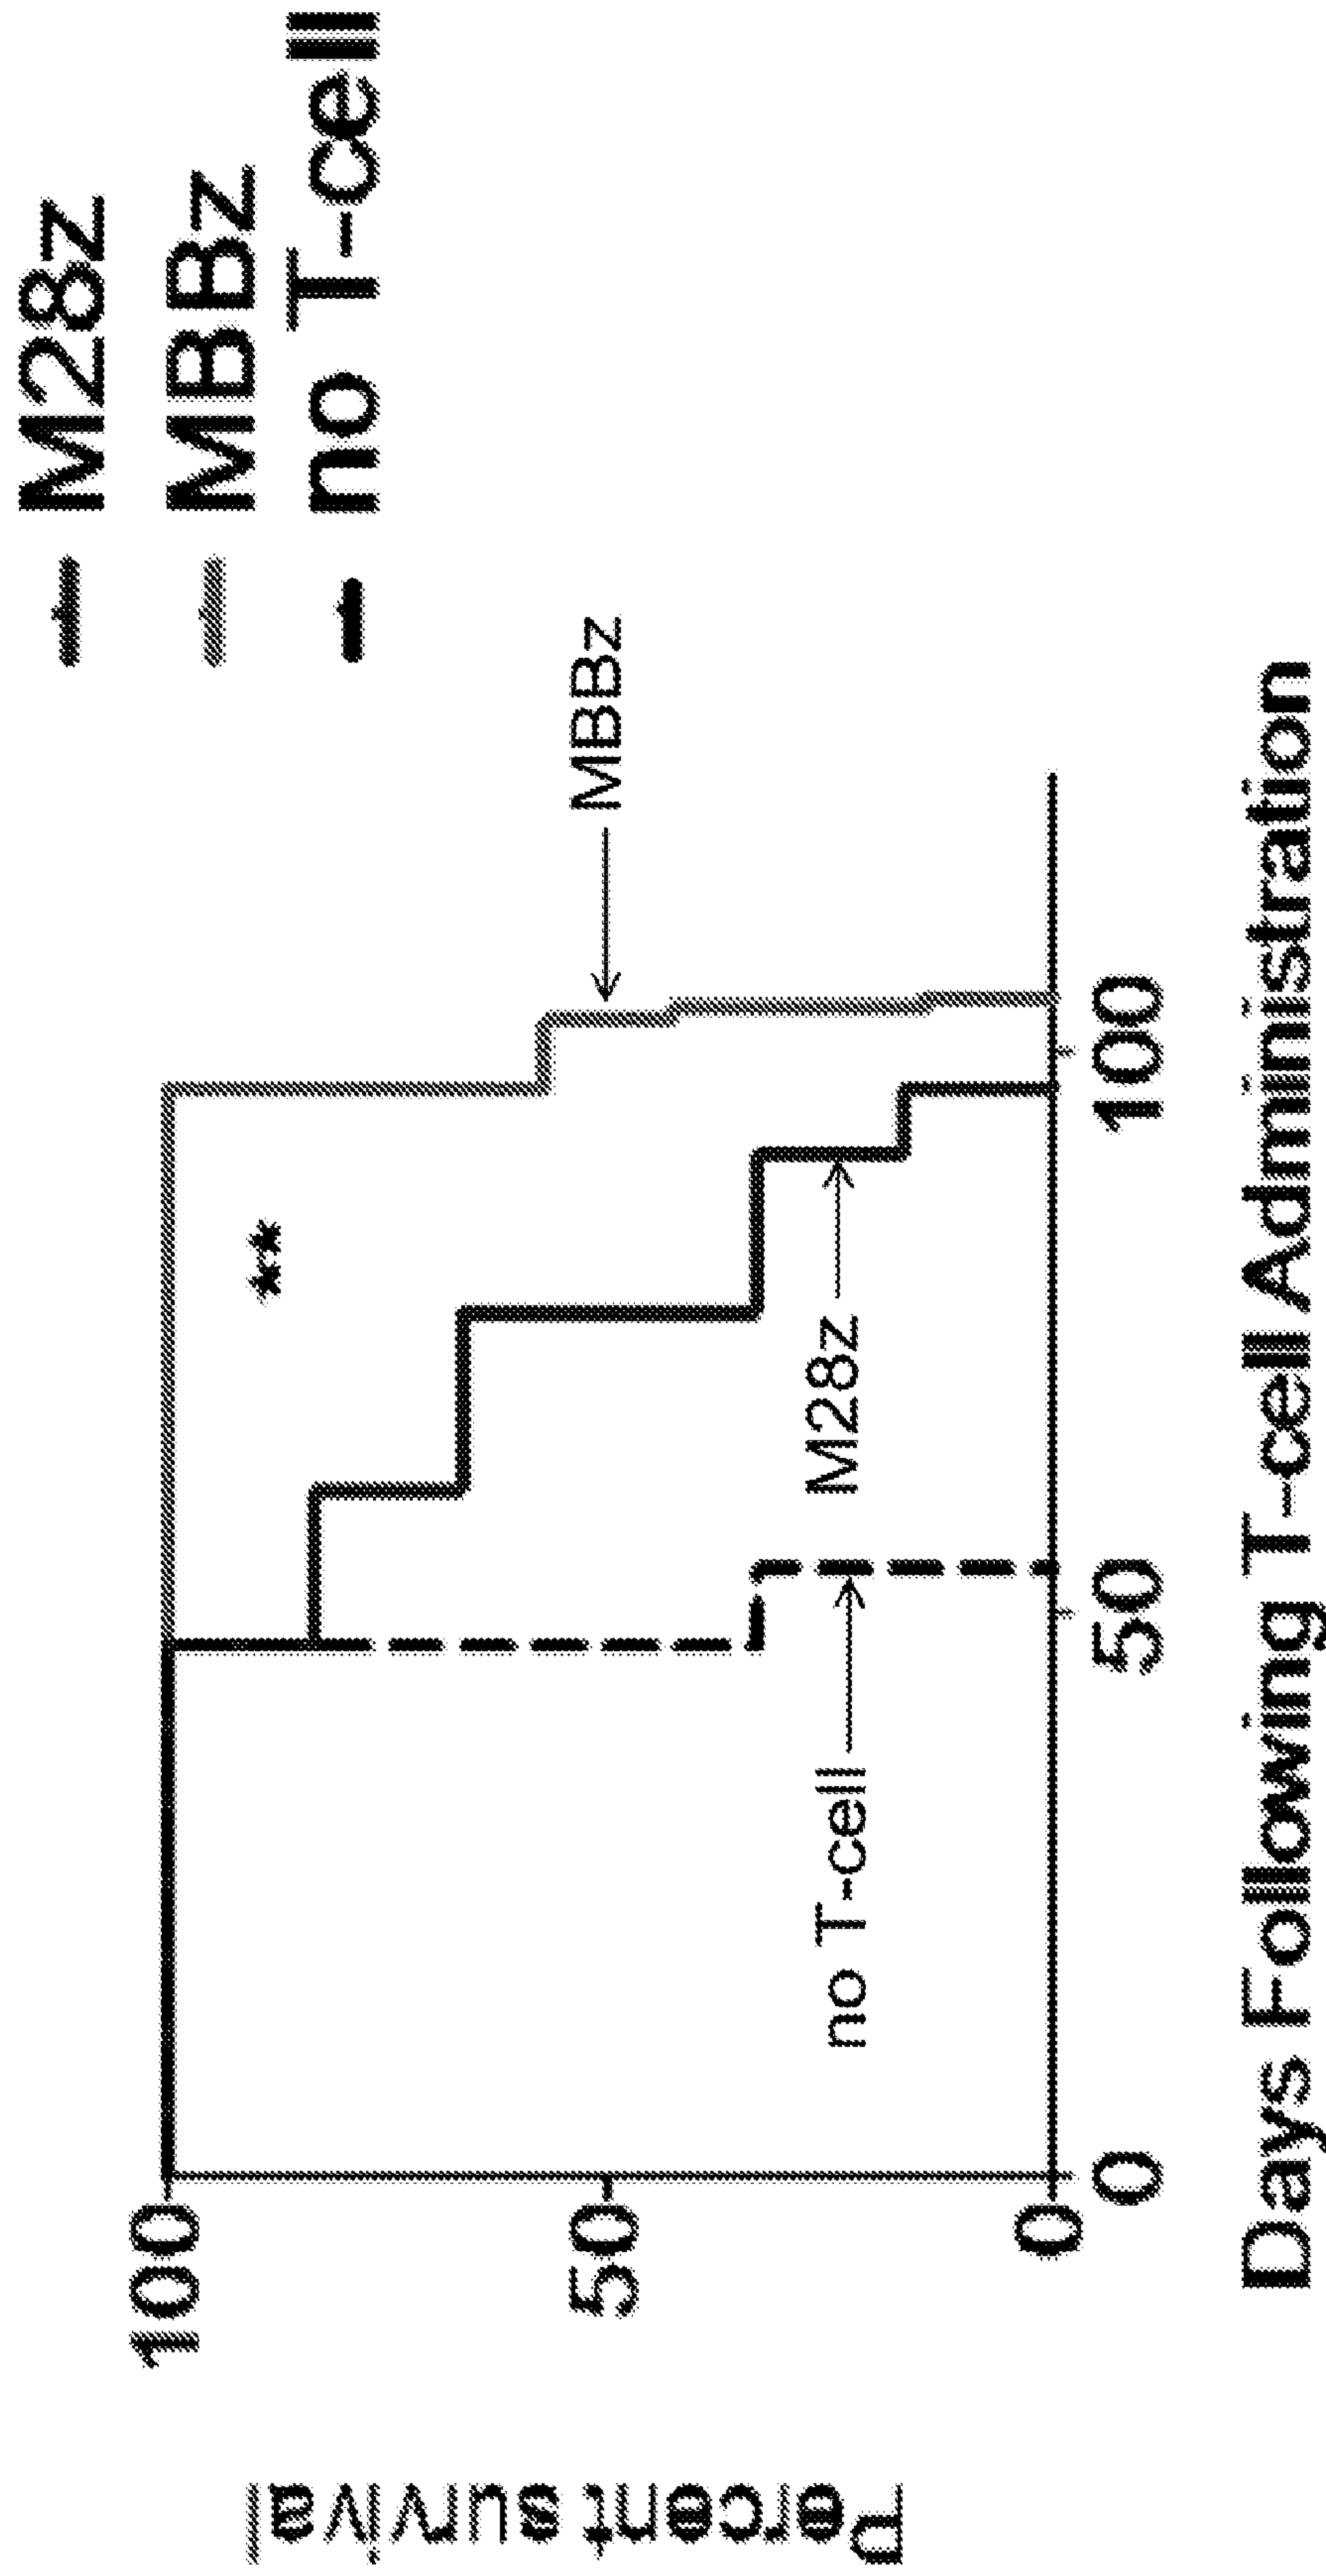 M28z
MBBz
no T-cell
Percent survival
100
50
0
**
MBBz
M28z
no T-cell
0
50
100
Days Following T-cell Administration